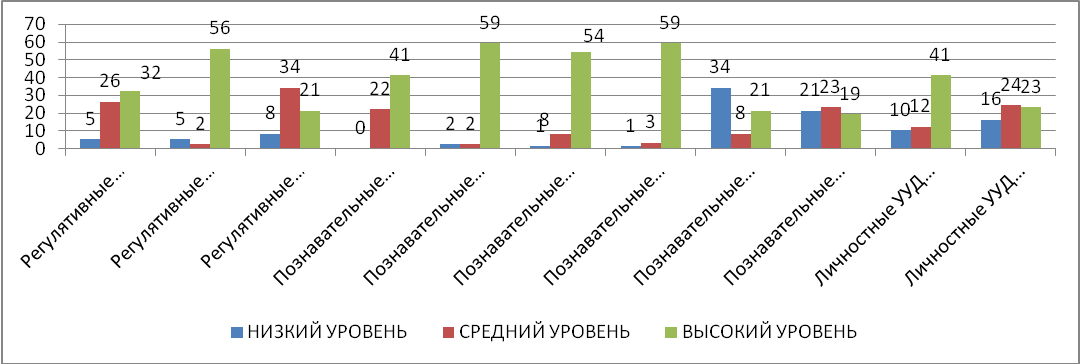 70
60
50
40
30
20
10
0
5 26 32
5 2 56
8 34 21
0 22 41
2 2 59
1 8 54
1 3 59
34 8 21
21 23 19
10 12 41
16 24 23
Регулятивные...
Регулятивные...
Регулятивные...
Познавательные...
Познавательные...
Познавательные...
Познавательные...
Познавательные...
Познавательные...
Личностные УУД...
Личностные УУД...
НИЗКИЙ УРОВЕНЬ СРЕДНИЙ УРОВЕНЬ ВЫСОКИЙ УРОВЕНЬ